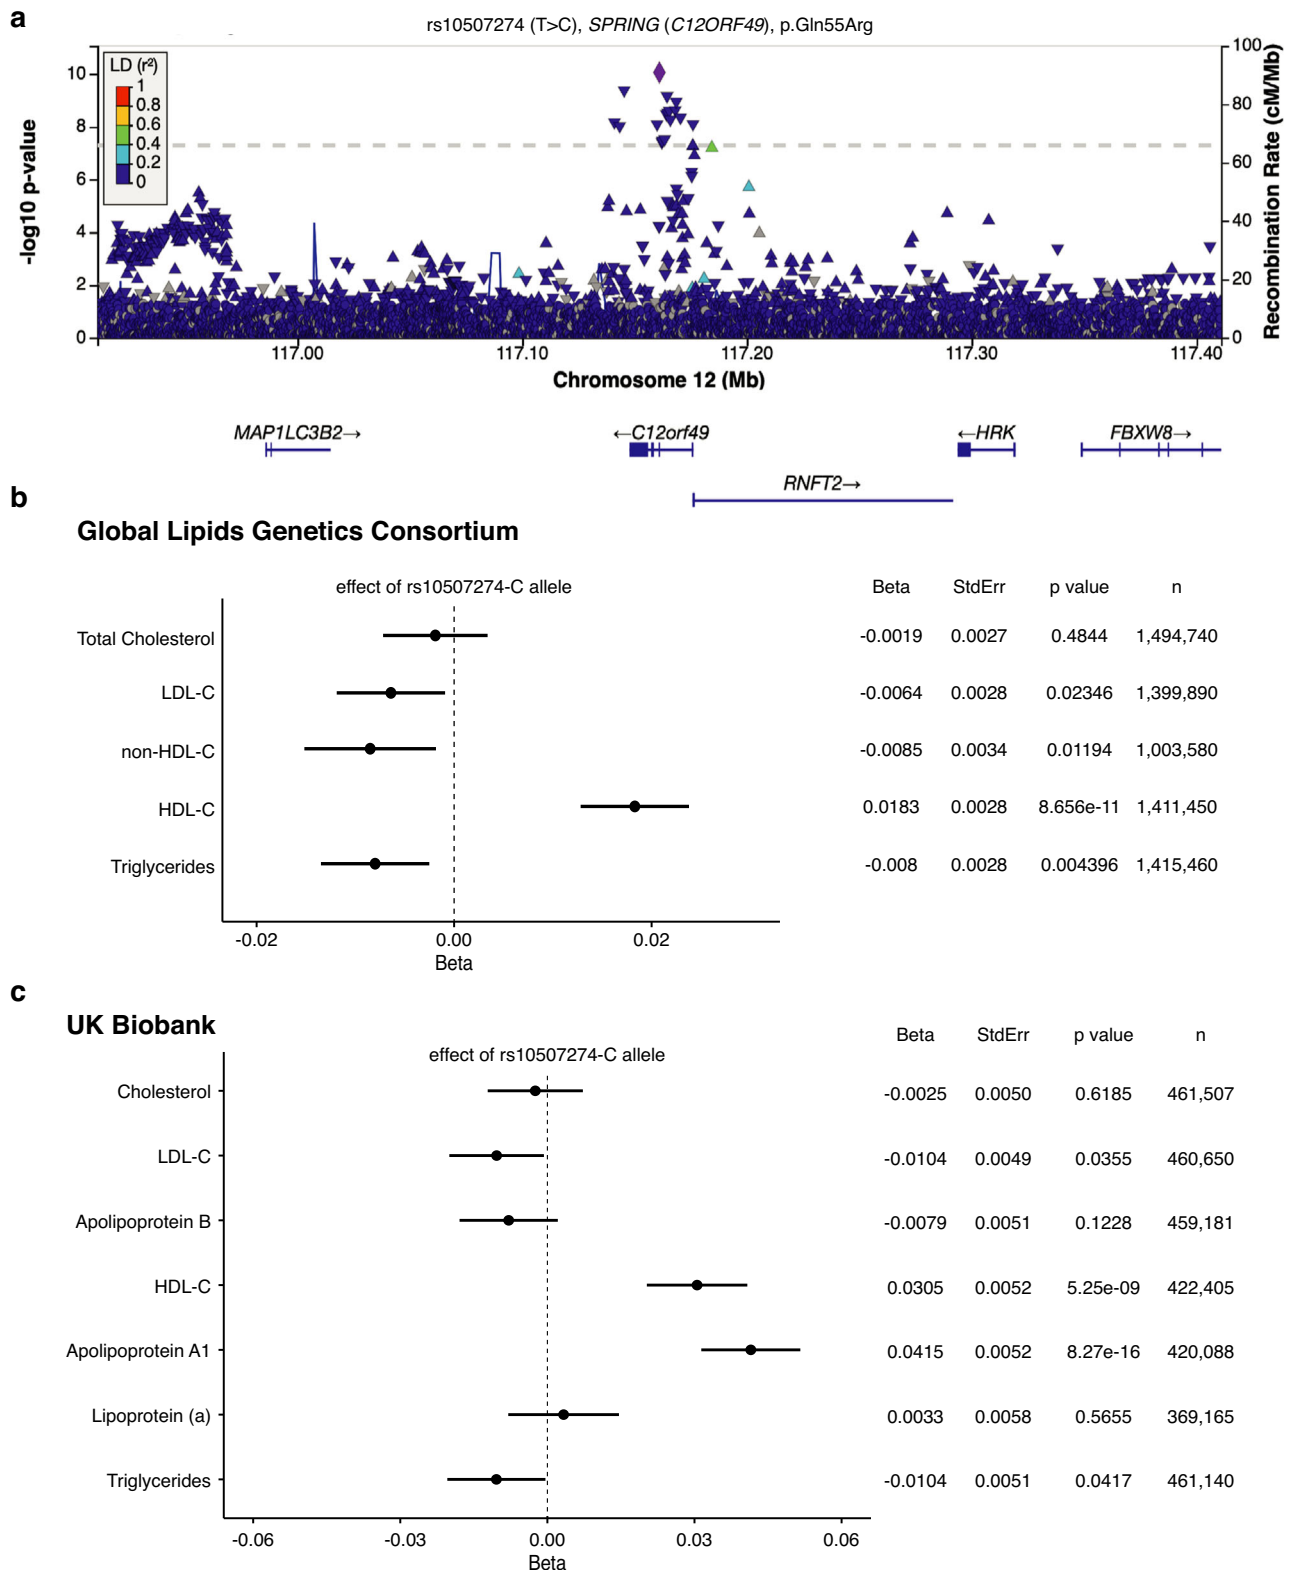 a
rs10507274 (T>C), SPRING (C12ORF49), p.Gln55Arg
LD (r²)
1
0.8
0.6
0.4
0.2
0
10
8
6
4
2
0
-log10 p-value
100
80
60
40
20
0
Recombination Rate (cM/Mb)
117.00 117.10 117.20 117.30 117.40
Chromosome 12 (Mb)
MAP1LC3B2→ ←C12orf49 ←HRK FBXW8→
RNFT2→
b
Global Lipids Genetics Consortium
effect of rs10507274-C allele Beta StdErr p value n
Total Cholesterol -0.0019 0.0027 0.4844 1,494,740
LDL-C -0.0064 0.0028 0.02346 1,399,890
non-HDL-C -0.0085 0.0034 0.01194 1,003,580
HDL-C 0.0183 0.0028 8.656e-11 1,411,450
Triglycerides -0.008 0.0028 0.004396 1,415,460
-0.02 0.00 0.02
Beta
c
UK Biobank
Beta StdErr p value n
effect of rs10507274-C allele
Cholesterol -0.0025 0.0050 0.6185 461,507
LDL-C -0.0104 0.0049 0.0355 460,650
Apolipoprotein B -0.0079 0.0051 0.1228 459,181
HDL-C 0.0305 0.0052 5.25e-09 422,405
Apolipoprotein A1 0.0415 0.0052 8.27e-16 420,088
Lipoprotein (a) 0.0033 0.0058 0.5655 369,165
Triglycerides -0.0104 0.0051 0.0417 461,140
-0.06 -0.03 0.00 0.03 0.06
Beta